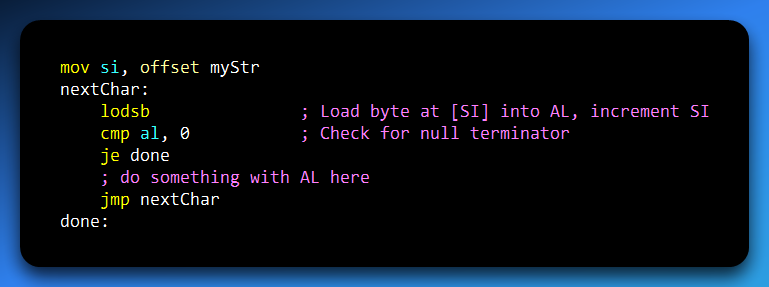 mov si, offset myStr
nextChar:
    lodsb                  ; Load byte at [SI] into AL, increment SI
    cmp al, 0           ; Check for null terminator
    je done
    ; do something with AL here
    jmp nextChar
done: